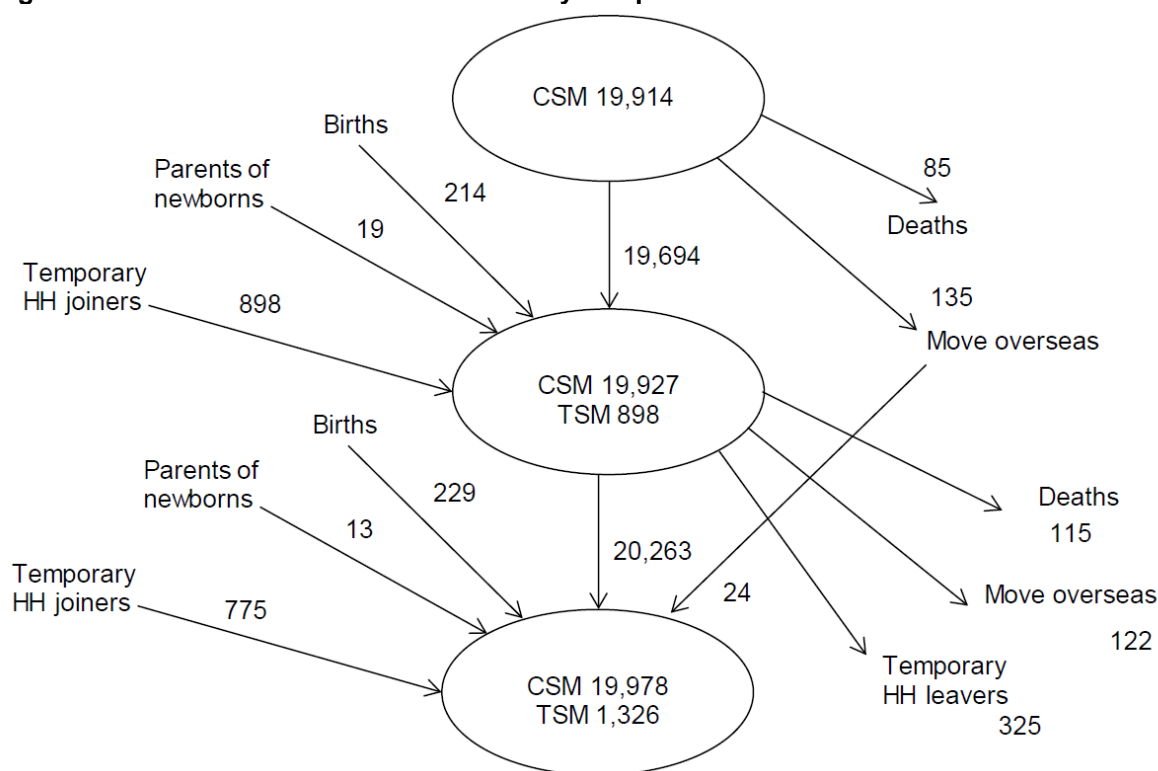 CSM 19,914
Births
85
Parents of
newborns
214
19
Deaths
19,694
Temporary
HH joiners
898
135
Move overseas
CSM 19,927
TSM 898
Births
Parents of
newborns
229
Deaths
115
13
20,263
Temporary
HH joiners
775
24
Move overseas
122
Temporary
HH leavers
325
CSM 19,978
TSM 1,326